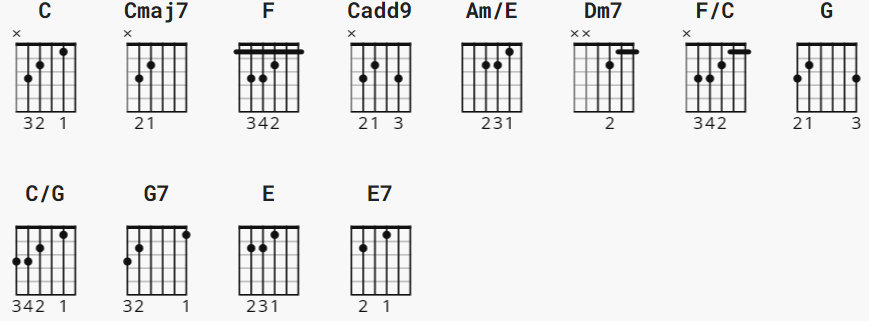 C Cmaj7 F Cadd9 Am/E Dm7 F/C G
× × × ×× ×
32 1 21 342 21 3 231 2 342 21 3
C/G G7 E E7
342 1 32 1 231 2 1